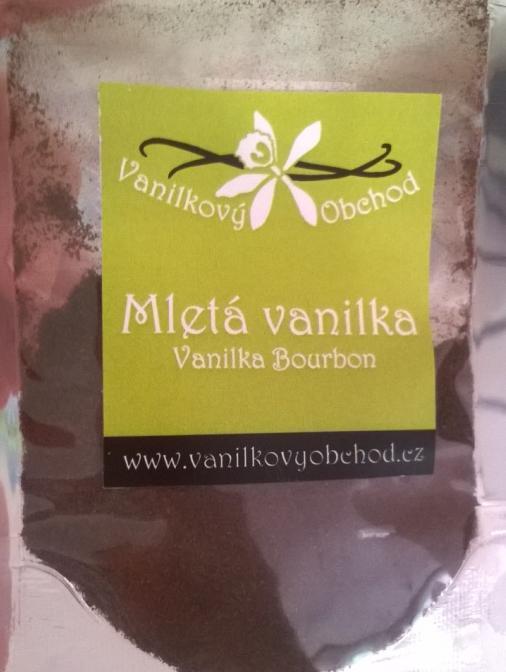 Vanilkový Obchod
Mletá vanilka
Vanilka Bourbon
www.vanilkovyobchod.cz